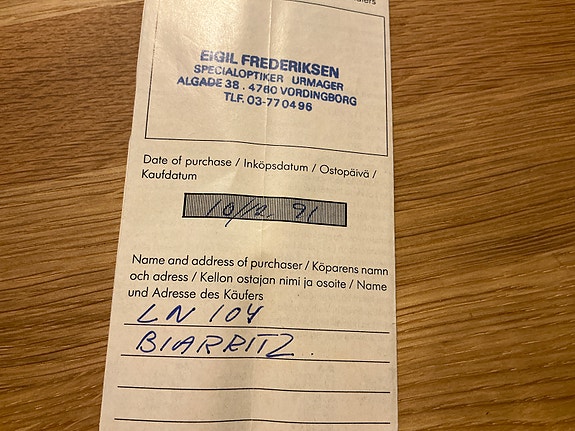 EIGIL FREDERIKSEN
SPECIALOPTIKER URMAGER
ALGADE 38 . 4760 VORDINGBORG
TLF. 03-770496
Date of purchase / Inköpsdatum / Ostopäivä /
Kaufdatum
10/12 91
Name and address of purchaser / Köparens namn
och adress / Kellon ostajan nimi ja osoite / Name
und Adresse des Käufers
LN 104
BIARRITZ.